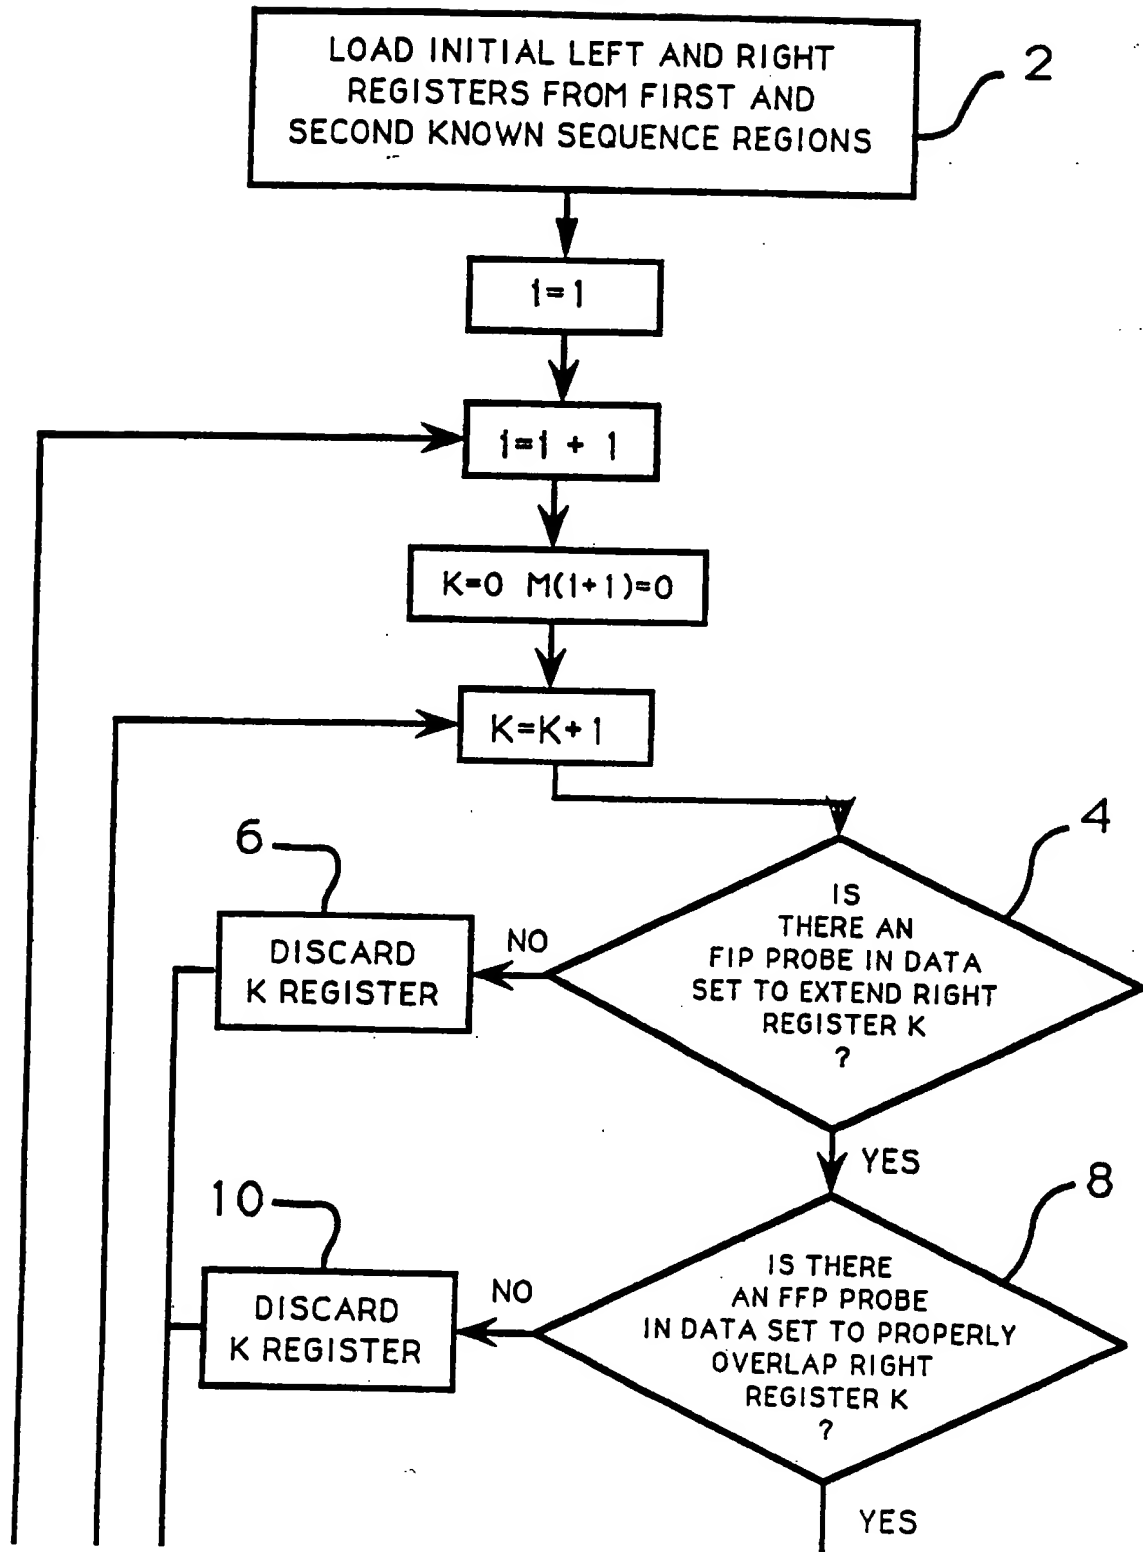 LOAD INITIAL LEFT AND RIGHT
REGISTERS FROM FIRST AND
SECOND KNOWN SEQUENCE REGIONS
2
i=1
i=i + 1
K=0 M(i+1)=0
K=K+1
4
6
IS
THERE AN
FIP PROBE IN DATA
SET TO EXTEND RIGHT
REGISTER K
?
NO
DISCARD
K REGISTER
YES
8
10
IS THERE
AN FFP PROBE
IN DATA SET TO PROPERLY
OVERLAP RIGHT
REGISTER K
?
NO
DISCARD
K REGISTER
YES